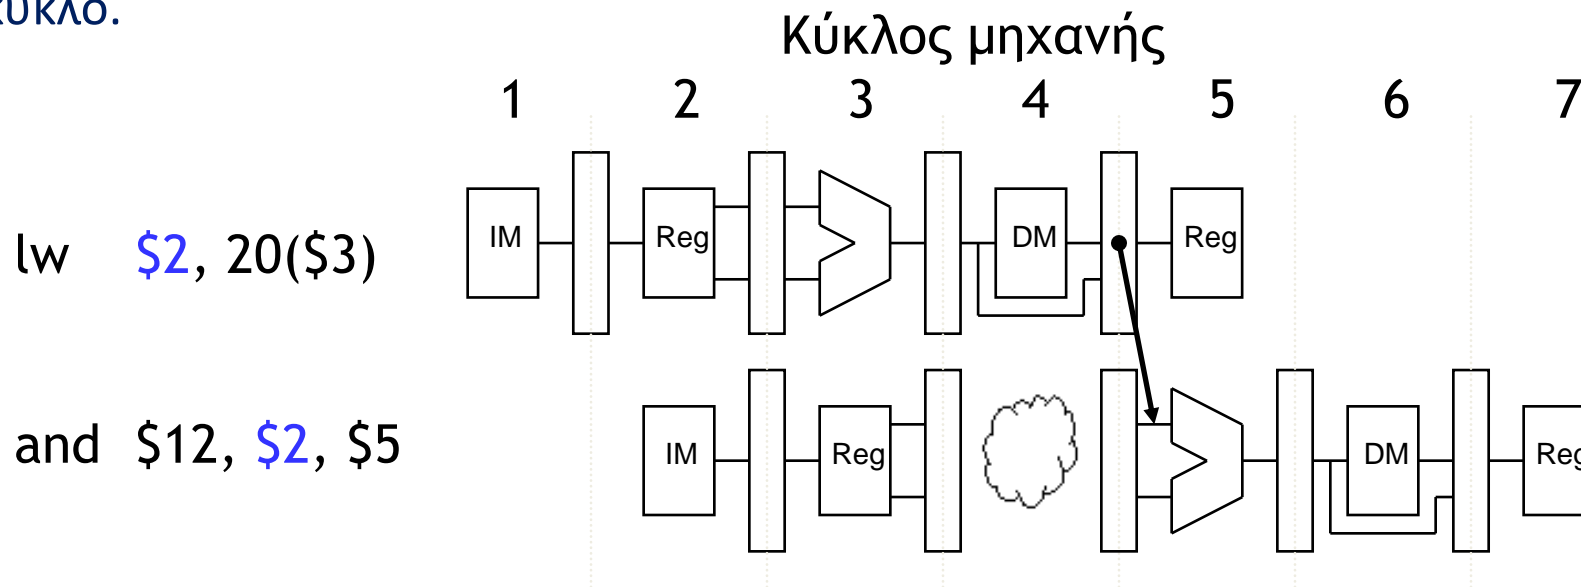 κύκλο.
Κύκλος μηχανής
1 2 3 4 5 6 7
IM Reg DM Reg
lw $2, 20($3)
IM Reg DM Reg
and $12, $2, $5